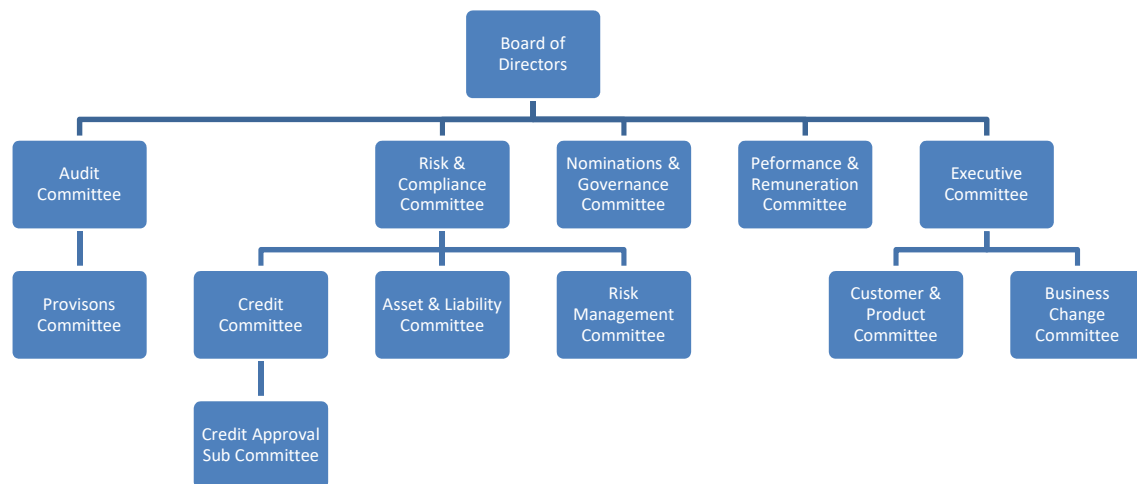 Board of
Directors
Audit
Committee
Risk &
Compliance
Committee
Nominations &
Governance
Committee
Peformance &
Remuneration
Committee
Executive
Committee
Provisons
Committee
Credit
Committee
Asset & Liability
Committee
Risk
Management
Committee
Customer &
Product
Committee
Business
Change
Committee
Credit Approval
Sub Committee